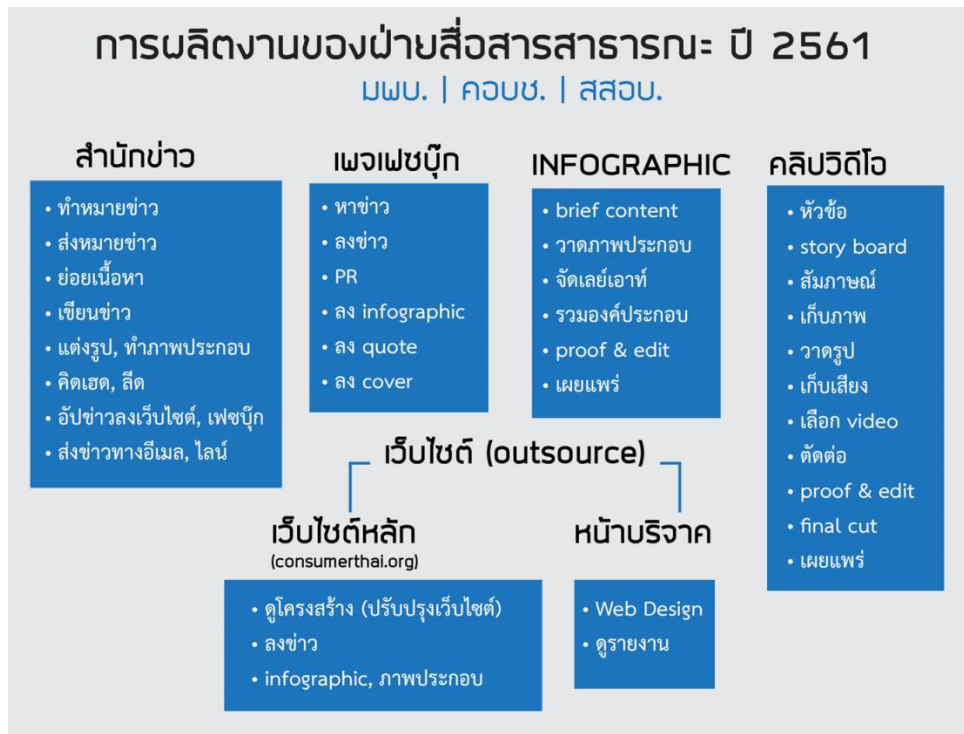 การผลิตงานของฝ่ายสื่อสารสาธารณะ ปี 2561
มพบ. | คอบช. | สสอบ.
สำนักข่าว
• ทำหมายข่าว
• ส่งหมายข่าว
• ย่อยเนื้อหา
• เขียนข่าว
• แต่งรูป, ทำภาพประกอบ
• คิดเฮด, ลีด
• อัปข่าวลงเว็บไซต์, เฟซบุ๊ก
• ส่งข่าวทางอีเมล, ไลน์
เพจเฟซบุ๊ก
• หาข่าว
• ลงข่าว
• PR
• ลง infographic
• ลง quote
• ลง cover
INFOGRAPHIC
• brief content
• วาดภาพประกอบ
• จัดเลย์เอาท์
• รวมองค์ประกอบ
• proof & edit
• เผยแพร่
คลิปวิดีโอ
• หัวข้อ
• story board
• สัมภาษณ์
• เก็บภาพ
• วาดรูป
• เก็บเสียง
• เลือก video
• ตัดต่อ
• proof & edit
• final cut
• เผยแพร่
เว็บไซต์ (outsource)
เว็บไซต์หลัก
(consumerthai.org)
• ดูโครงสร้าง (ปรับปรุงเว็บไซต์)
• ลงข่าว
• infographic, ภาพประกอบ
หน้าบริจาค
• Web Design
• ดูรายงาน